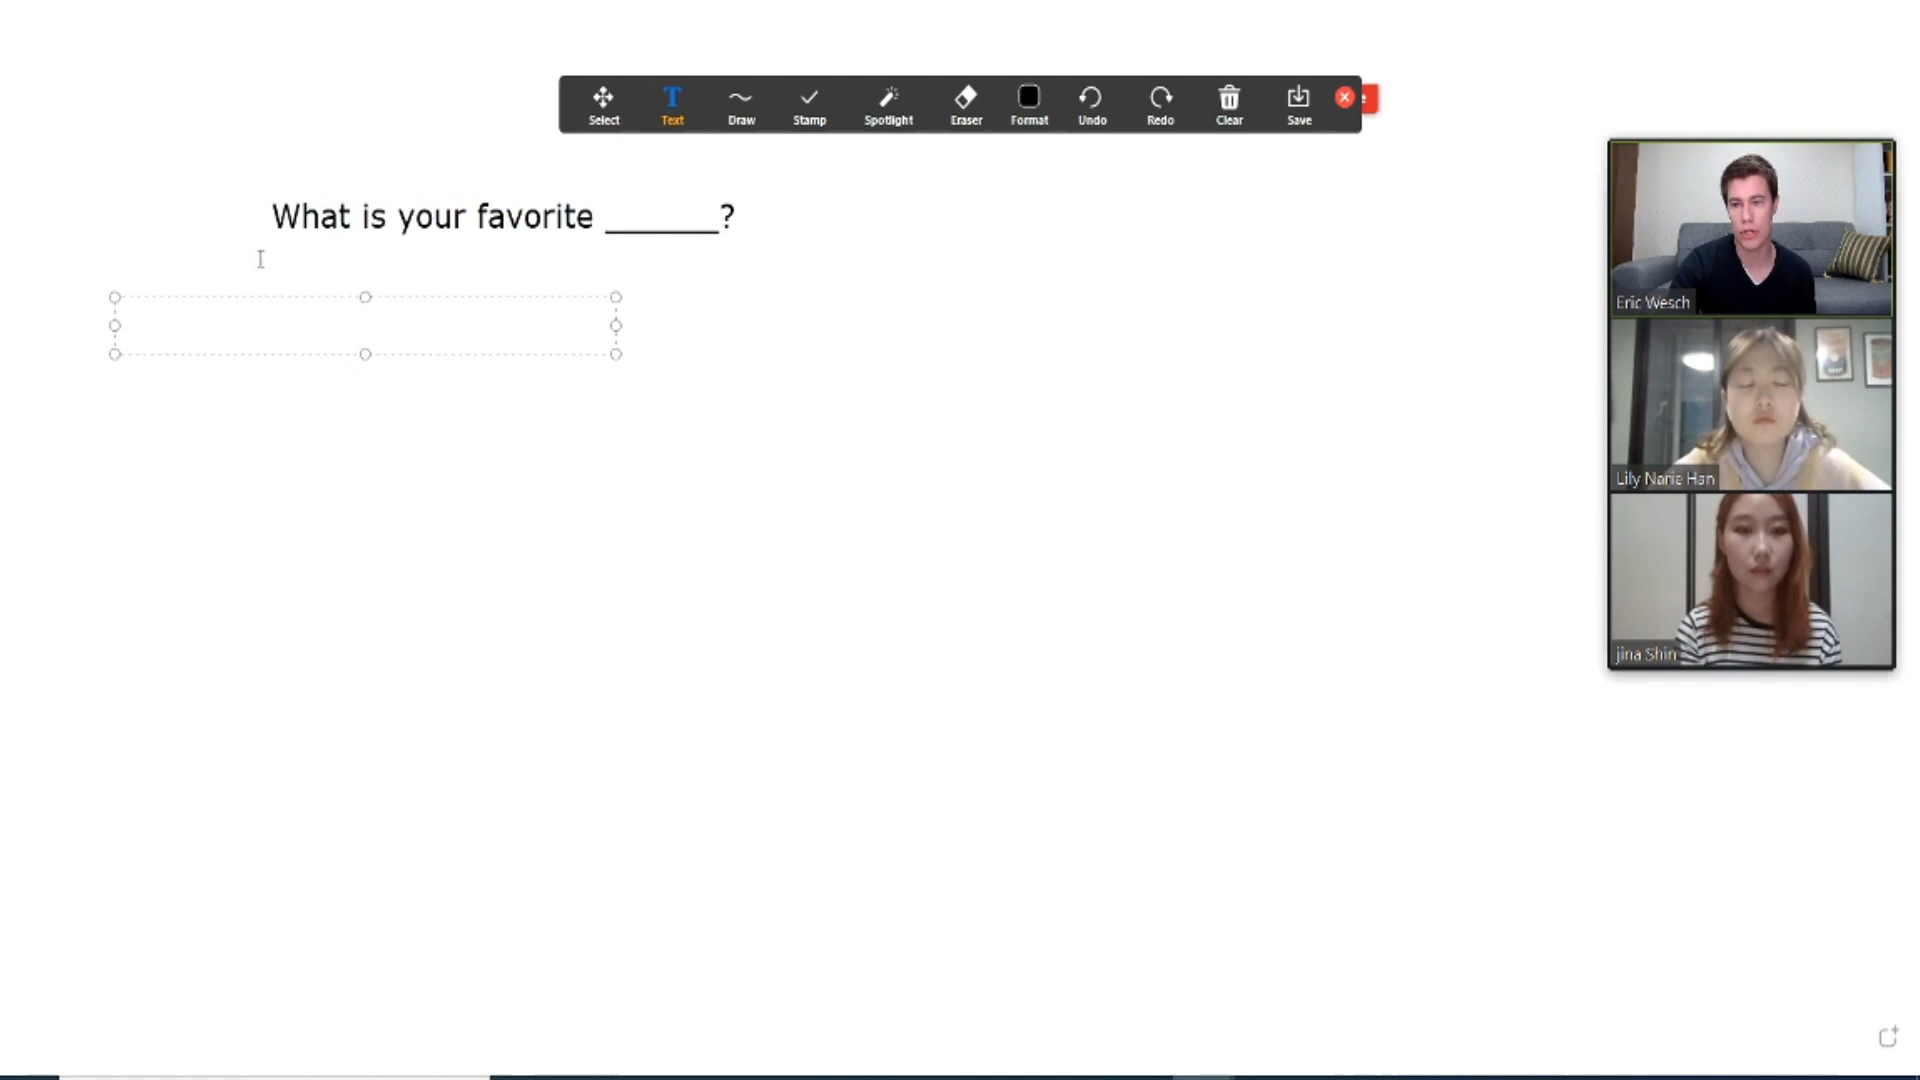 Select Text Draw Stamp Spotlight Eraser Format Undo Redo Clear Save
What is your favorite ______?
Eric Wesch
Lily Narie Han
jina Shin